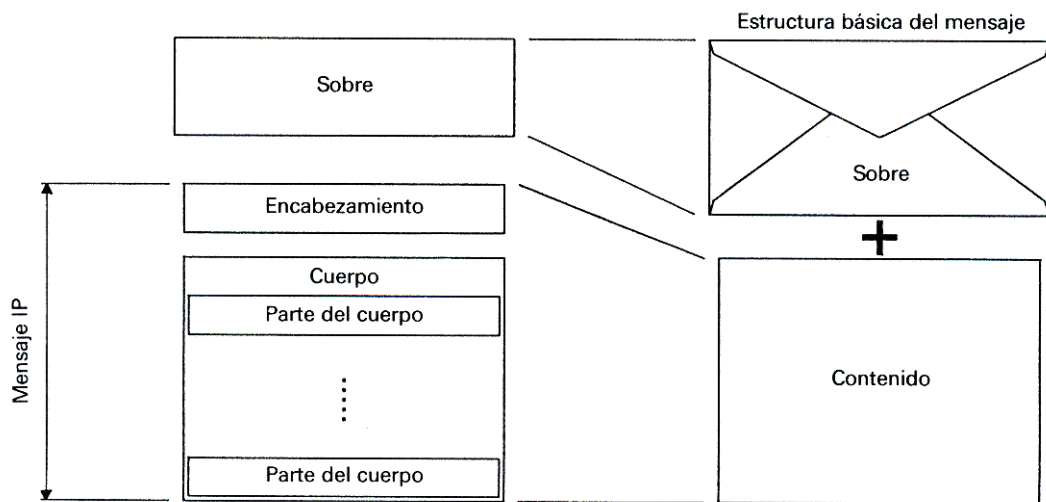 Estructura básica del mensaje
Sobre
Sobre
Encabezamiento
Cuerpo
Parte del cuerpo
Parte del cuerpo
Mensaje IP
Contenido